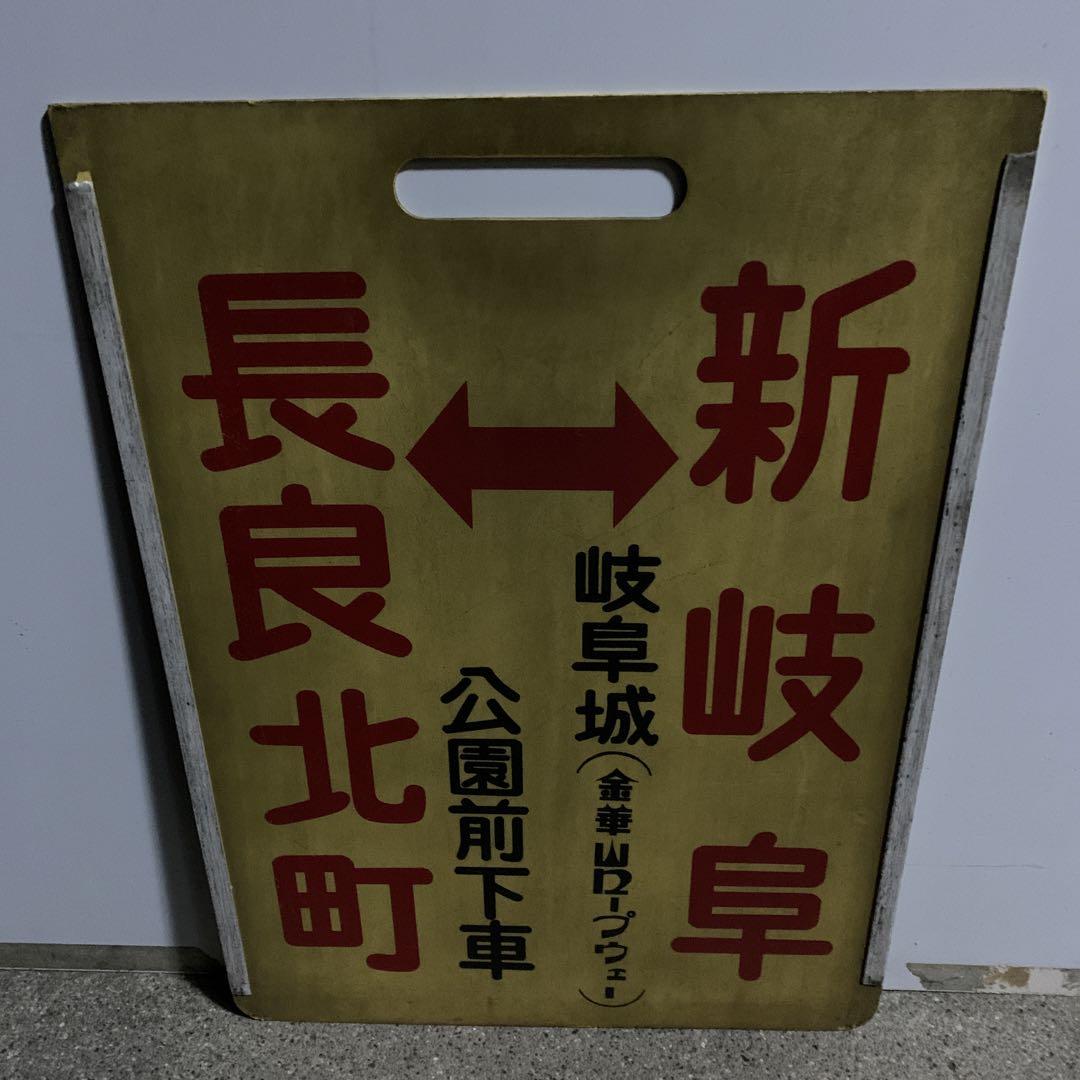 新岐阜
↔
長良北町
岐阜城(金華山ロープウェー)
公園前下車